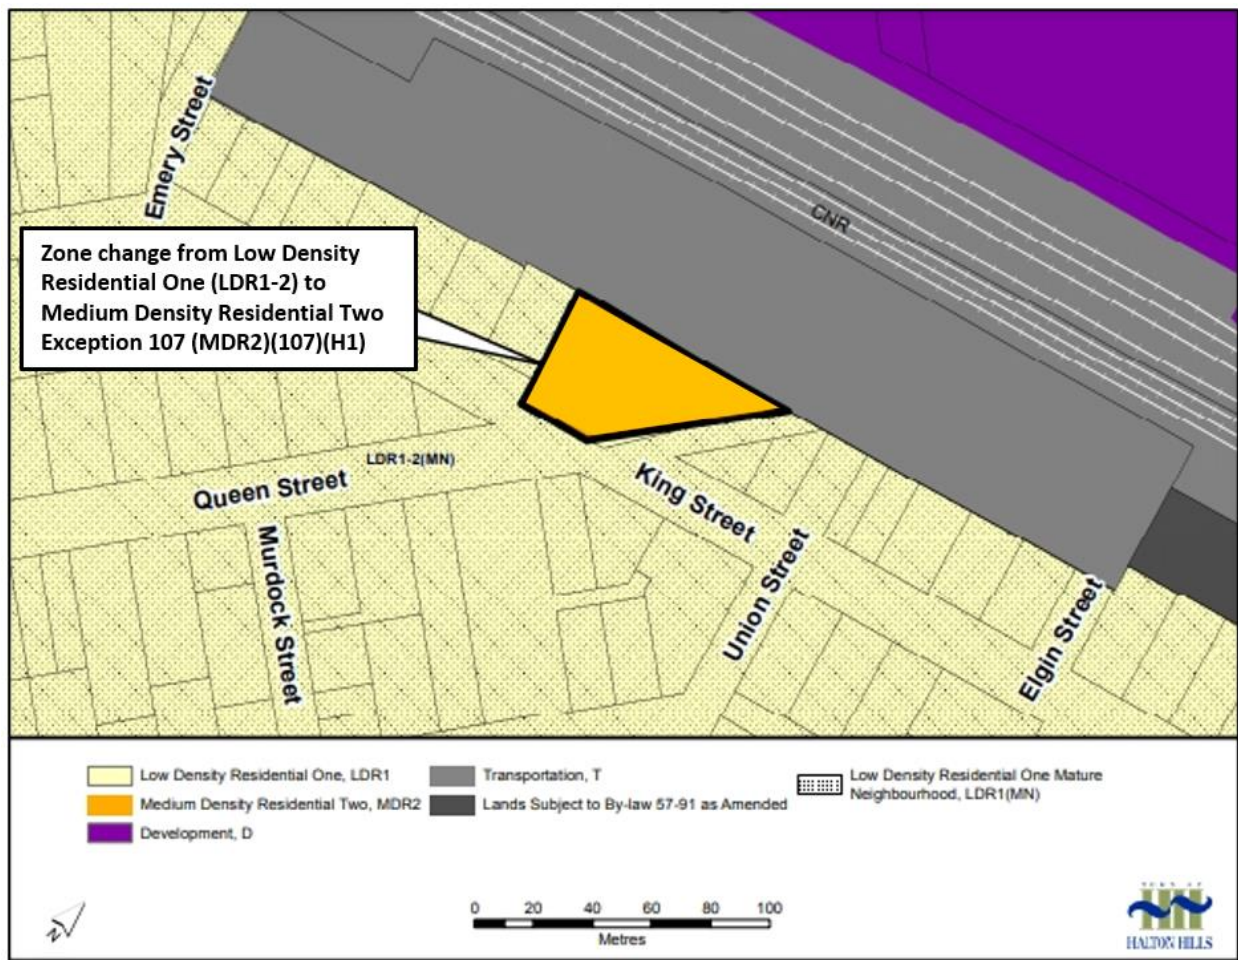 Emery Street
CNR
Zone change from Low Density
Residential One (LDR1-2) to
Medium Density Residential Two
Exception 107 (MDR2)(107)(H1)
LDR1-2(MN)
Queen Street
King Street
Murdock Street
Union Street
Elgin Street
Low Density Residential One, LDR1
Medium Density Residential Two, MDR2
Development, D
Transportation, T
Lands Subject to By-law 57-91 as Amended
Low Density Residential One Mature
Neighbourhood, LDR1(MN)
N
0 20 40 60 80 100
Metres
TOWN OF
HALTON HILLS